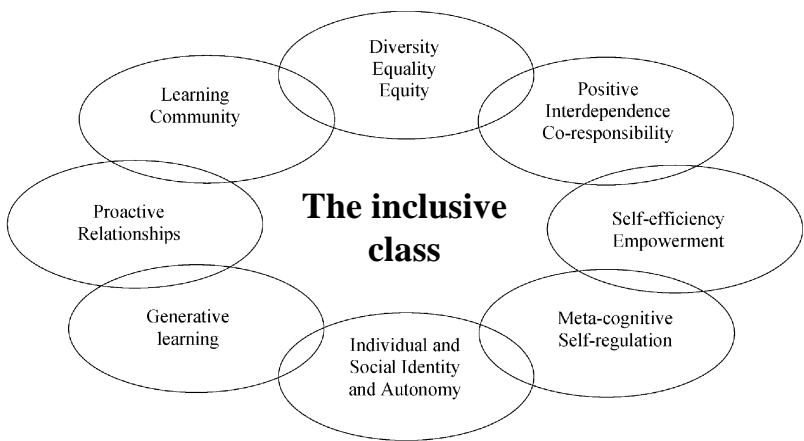 Diversity
Equality
Equity
Learning
Community
Positive
Interdependence
Co-responsibility
Proactive
Relationships
The inclusive
class
Self-efficiency
Empowerment
Generative
learning
Individual and
Social Identity
and Autonomy
Meta-cognitive
Self-regulation